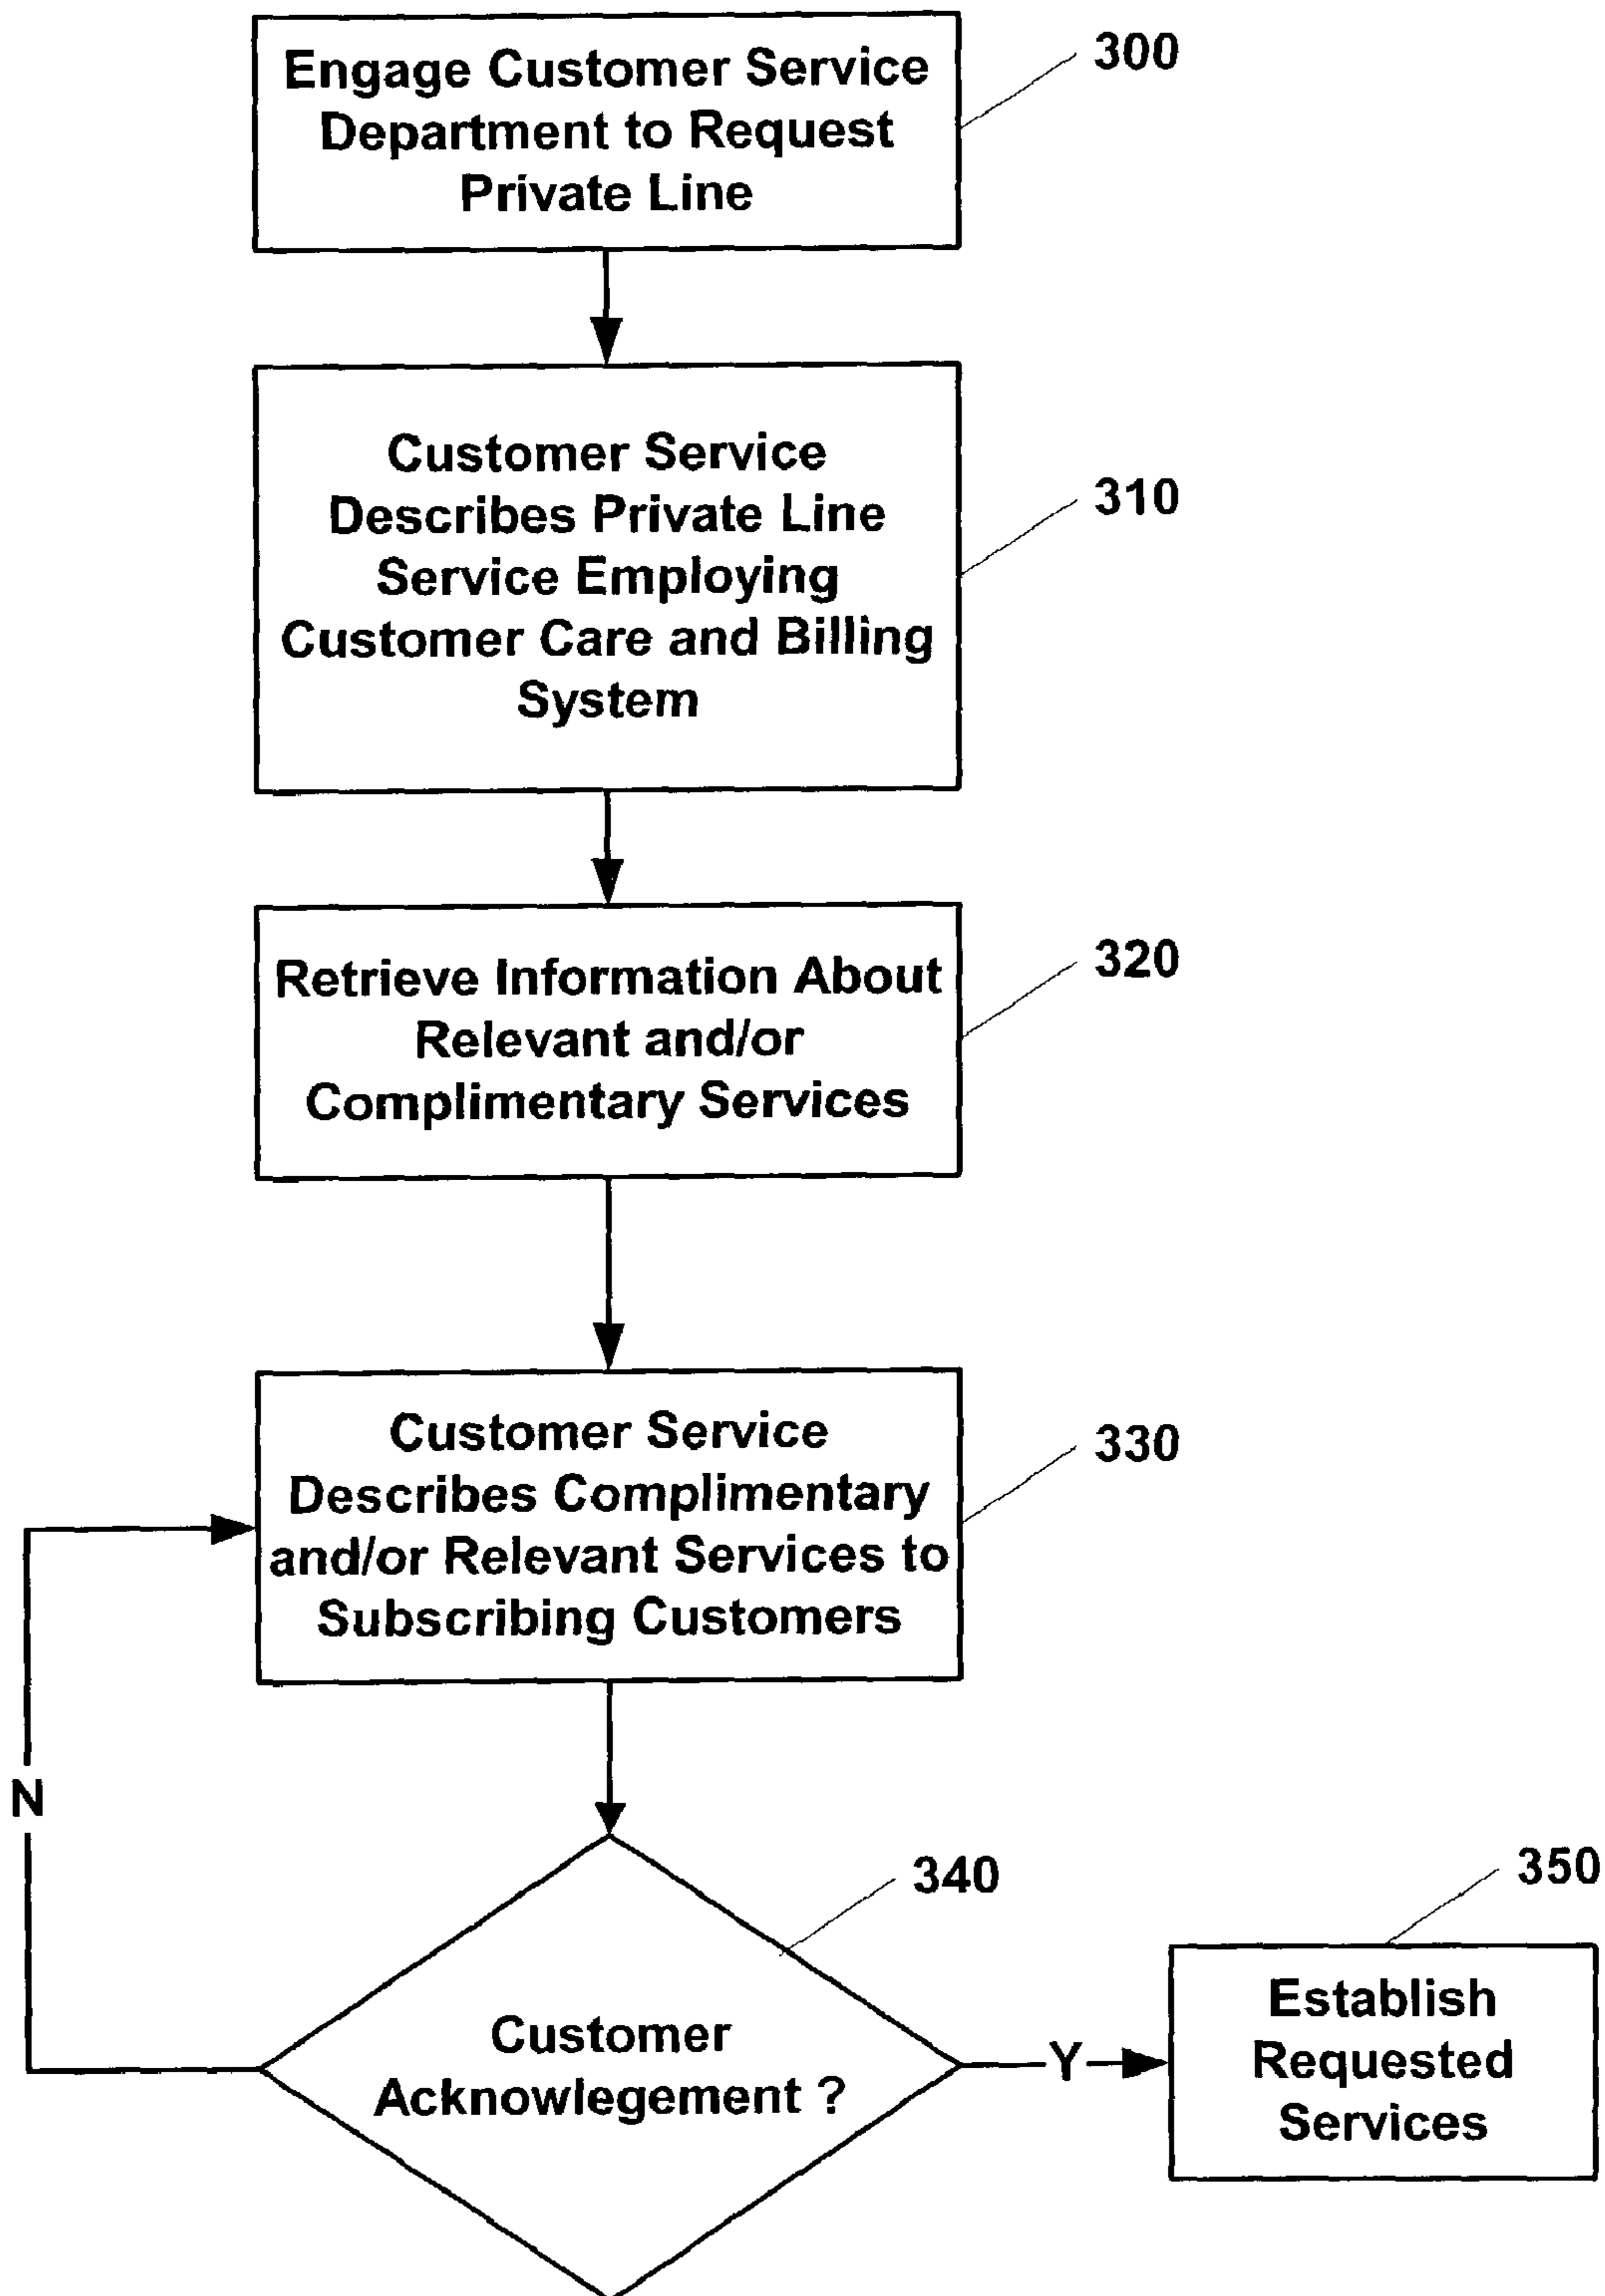 Engage Customer Service
Department to Request
Private Line
300
Customer Service
Describes Private Line
Service Employing
Customer Care and Billing
System
310
Retrieve Information About
Relevant and/or
Complimentary Services
320
Customer Service
Describes Complimentary
and/or Relevant Services to
Subscribing Customers
330
N
340
Customer
Acknowlegement ?
Y
350
Establish
Requested
Services